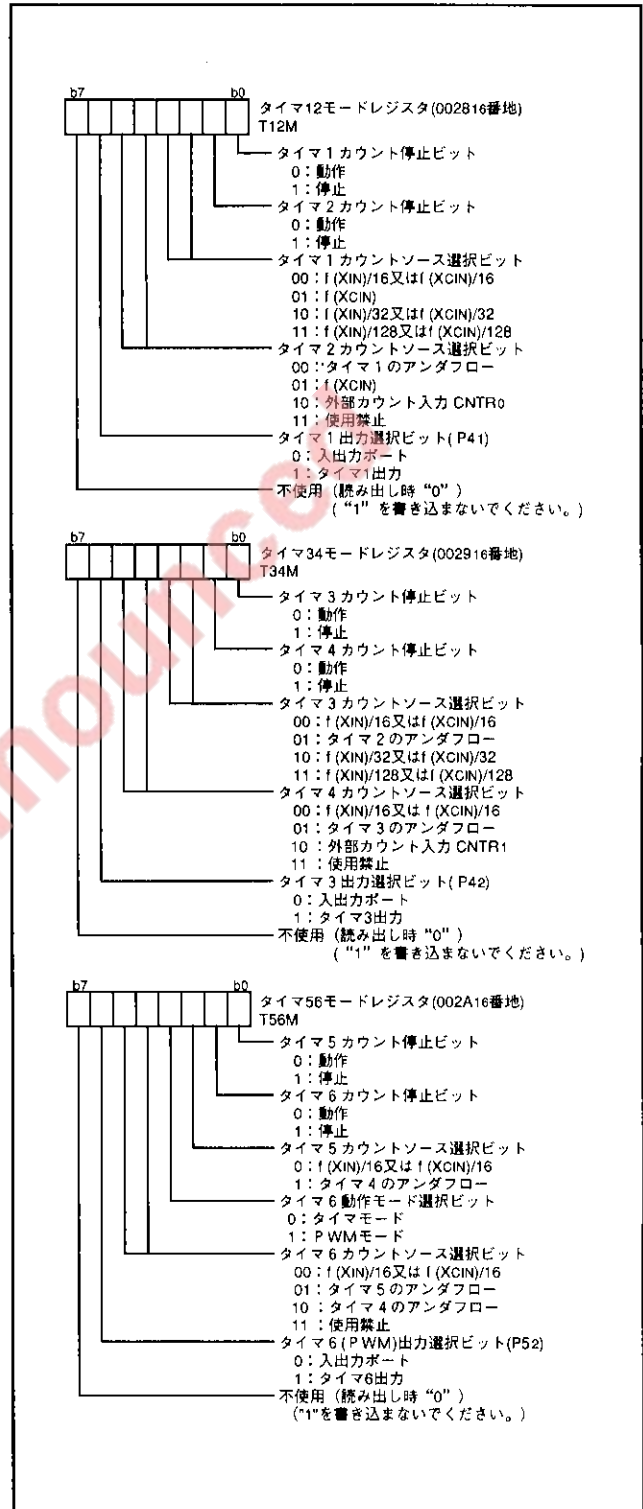 b7 b0
タイマ12モードレジスタ(002816番地)
T12M
タイマ1カウント停止ビット
0：動作
1：停止
タイマ2カウント停止ビット
0：動作
1：停止
タイマ1カウントソース選択ビット
00：f(XIN)/16又はf(XCIN)/16
01：f(XCIN)
10：f(XIN)/32又はf(XCIN)/32
11：f(XIN)/128又はf(XCIN)/128
タイマ2カウントソース選択ビット
00：タイマ1のアンダフロー
01：f(XCIN)
10：外部カウント入力 CNTR0
11：使用禁止
タイマ1出力選択ビット(P41)
0：入出力ポート
1：タイマ1出力
不使用（読み出し時“0”）
（“1”を書き込まないでください。）
b7 b0
タイマ34モードレジスタ(002916番地)
T34M
タイマ3カウント停止ビット
0：動作
1：停止
タイマ4カウント停止ビット
0：動作
1：停止
タイマ3カウントソース選択ビット
00：f(XIN)/16又はf(XCIN)/16
01：タイマ2のアンダフロー
10：f(XIN)/32又はf(XCIN)/32
11：f(XIN)/128又はf(XCIN)/128
タイマ4カウントソース選択ビット
00：f(XIN)/16又はf(XCIN)/16
01：タイマ3のアンダフロー
10：外部カウント入力 CNTR1
11：使用禁止
タイマ3出力選択ビット(P42)
0：入出力ポート
1：タイマ3出力
不使用（読み出し時“0”）
（“1”を書き込まないでください。）
b7 b0
タイマ56モードレジスタ(002A16番地)
T56M
タイマ5カウント停止ビット
0：動作
1：停止
タイマ6カウント停止ビット
0：動作
1：停止
タイマ5カウントソース選択ビット
0：f(XIN)/16又はf(XCIN)/16
1：タイマ4のアンダフロー
タイマ6動作モード選択ビット
0：タイマモード
1：PWMモード
タイマ6カウントソース選択ビット
00：f(XIN)/16又はf(XCIN)/16
01：タイマ5のアンダフロー
10：タイマ4のアンダフロー
11：使用禁止
タイマ6(PWM)出力選択ビット(P52)
0：入出力ポート
1：タイマ6出力
不使用（読み出し時“0”）
（"1"を書き込まないでください。）
nounced